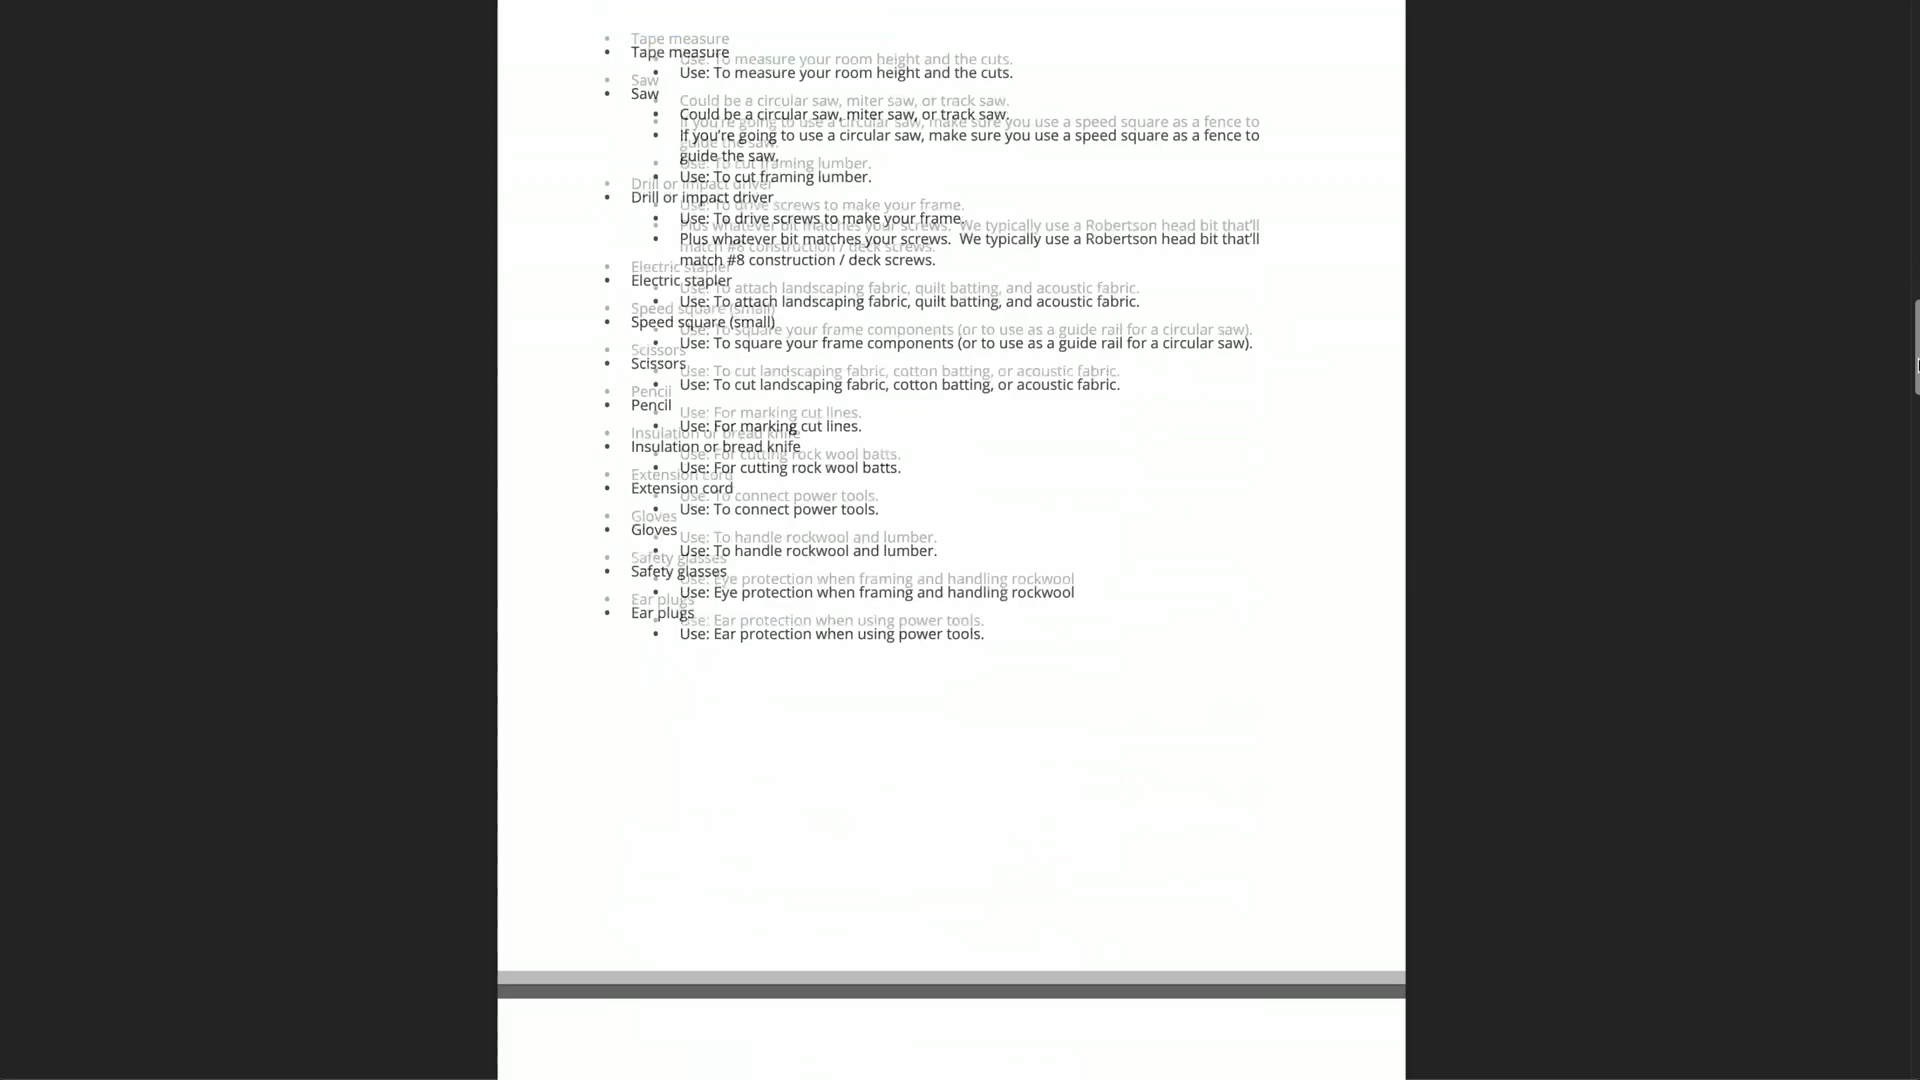 • Tape measure
• Use: To measure your room height and the cuts.
• Saw
• Could be a circular saw, miter saw, or track saw.
• If you're going to use a circular saw, make sure you use a speed square as a fence to
guide the saw.
• Use: To cut framing lumber.
• Drill or impact driver
• Use: To drive screws to make your frame.
• Plus whatever bit matches your screws.  We typically use a Robertson head bit that'll
match #8 construction / deck screws.
• Electric stapler
• Use: To attach landscaping fabric, quilt batting, and acoustic fabric.
• Speed square (small)
• Use: To square your frame components (or to use as a guide rail for a circular saw).
• Scissors
• Use: To cut landscaping fabric, cotton batting, or acoustic fabric.
• Pencil
• Use: For marking cut lines.
• Insulation or bread knife
• Use: For cutting rock wool batts.
• Extension cord
• Use: To connect power tools.
• Gloves
• Use: To handle rockwool and lumber.
• Safety glasses
• Use: Eye protection when framing and handling rockwool
• Ear plugs
• Use: Ear protection when using power tools.